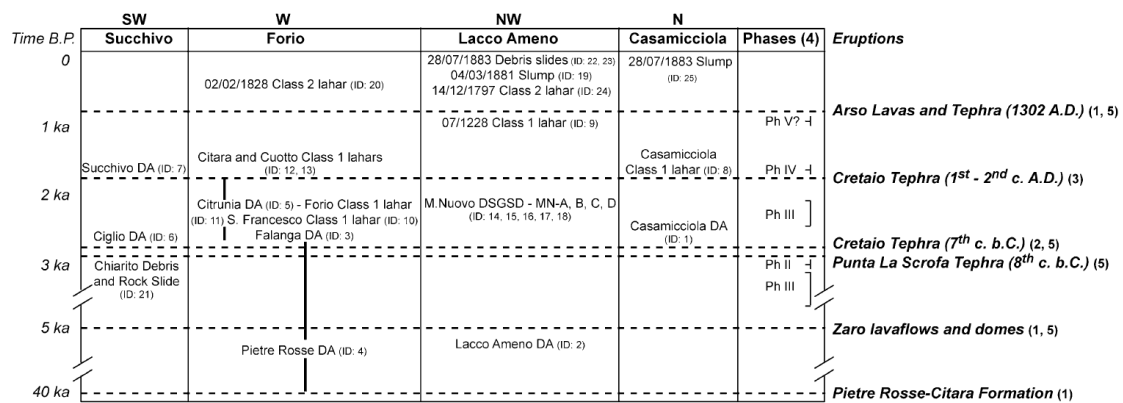 SW W NW N
Time B.P. Succhivo Forio Lacco Ameno Casamicciola Phases (4) Eruptions
0
28/07/1883 Debris slides (ID: 22, 23)
28/07/1883 Slump
04/03/1881 Slump (ID: 19)
(ID: 25)
02/02/1828 Class 2 lahar (ID: 20)
14/12/1797 Class 2 lahar (ID: 24)
Arso Lavas and Tephra (1302 A.D.) (1, 5)
1 ka
07/1228 Class 1 lahar (ID: 9)
Ph V?
Succhivo DA (ID: 7)
Citara and Cuotto Class 1 lahars
(ID: 12, 13)
Casamicciola
Class 1 lahar (ID: 8)
Ph IV
Cretaio Tephra (1st - 2nd c. A.D.) (3)
2 ka
Citrunia DA (ID: 5) - Forio Class 1 lahar
(ID: 11) S. Francesco Class 1 lahar (ID: 10)
Falanga DA (ID: 3)
M.Nuovo DSGSD - MN-A, B, C, D
(ID: 14, 15, 16, 17, 18)
Ph III
Ciglio DA (ID: 6)
Casamicciola DA
(ID: 1)
Cretaio Tephra (7th c. b.C.) (2, 5)
3 ka
Chiarito Debris
and Rock Slide
(ID: 21)
Ph II
Punta La Scrofa Tephra (8th c. b.C.) (5)
Ph III
5 ka
Zaro lavaflows and domes (1, 5)
Pietre Rosse DA (ID: 4)
Lacco Ameno DA (ID: 2)
40 ka
Pietre Rosse-Citara Formation (1)